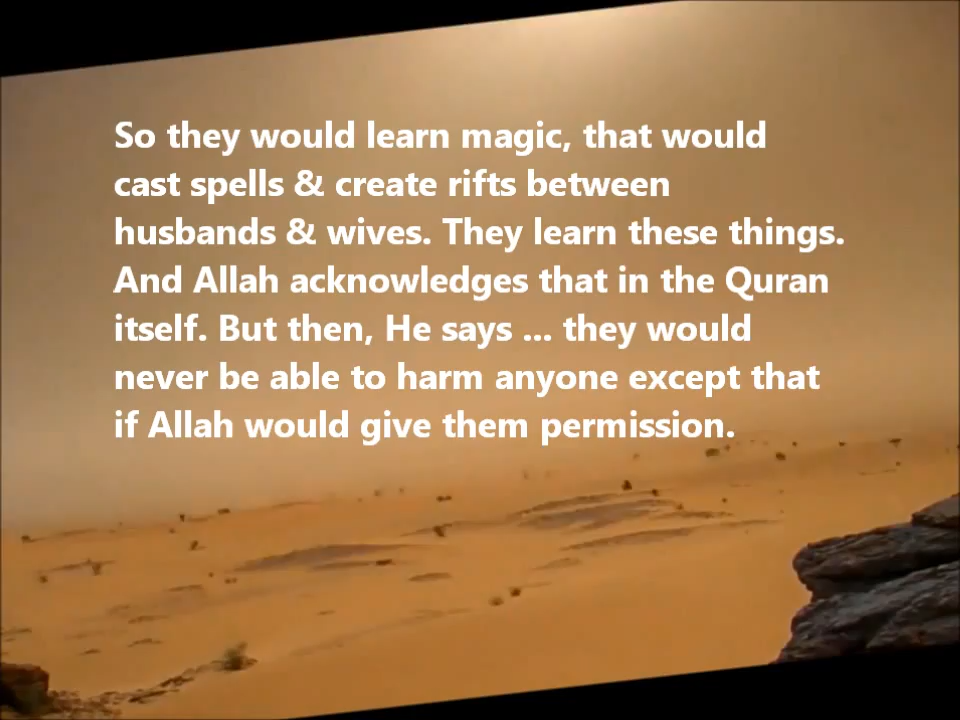 So they would learn magic, that would
cast spells & create rifts between
husbands & wives. They learn these things.
And Allah acknowledges that in the Quran
itself. But then, He says ... they would
never be able to harm anyone except that
if Allah would give them permission.